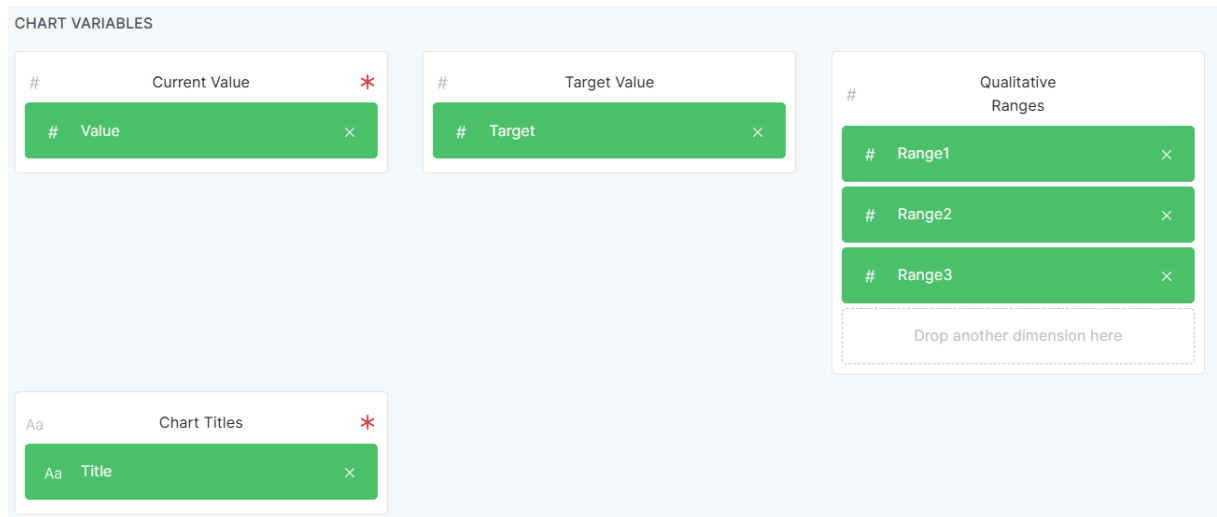 CHART VARIABLES
# Current Value *
# Value ×
# Target Value
# Target ×
# Qualitative
Ranges
# Range1 ×
# Range2 ×
# Range3 ×
Drop another dimension here
Aa Chart Titles *
Aa Title ×